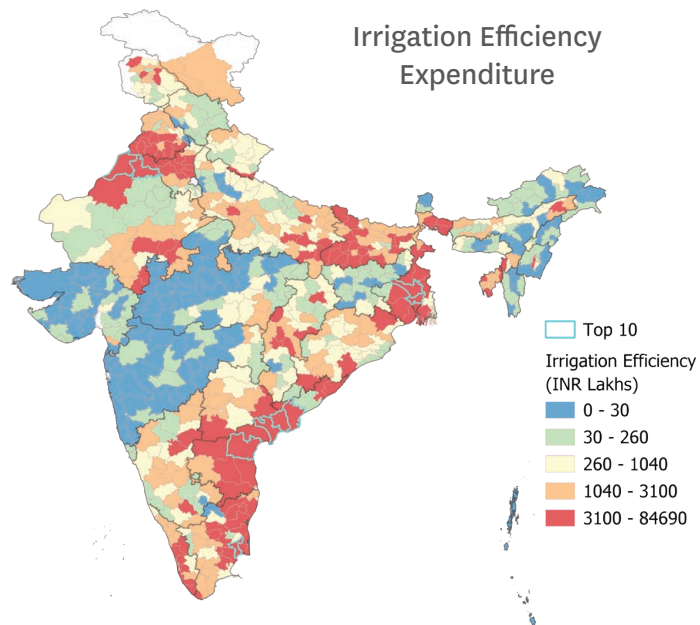 Irrigation Efficiency
Expenditure
Top 10
Irrigation Efficiency
(INR Lakhs)
0 - 30
30 - 260
260 - 1040
1040 - 3100
3100 - 84690